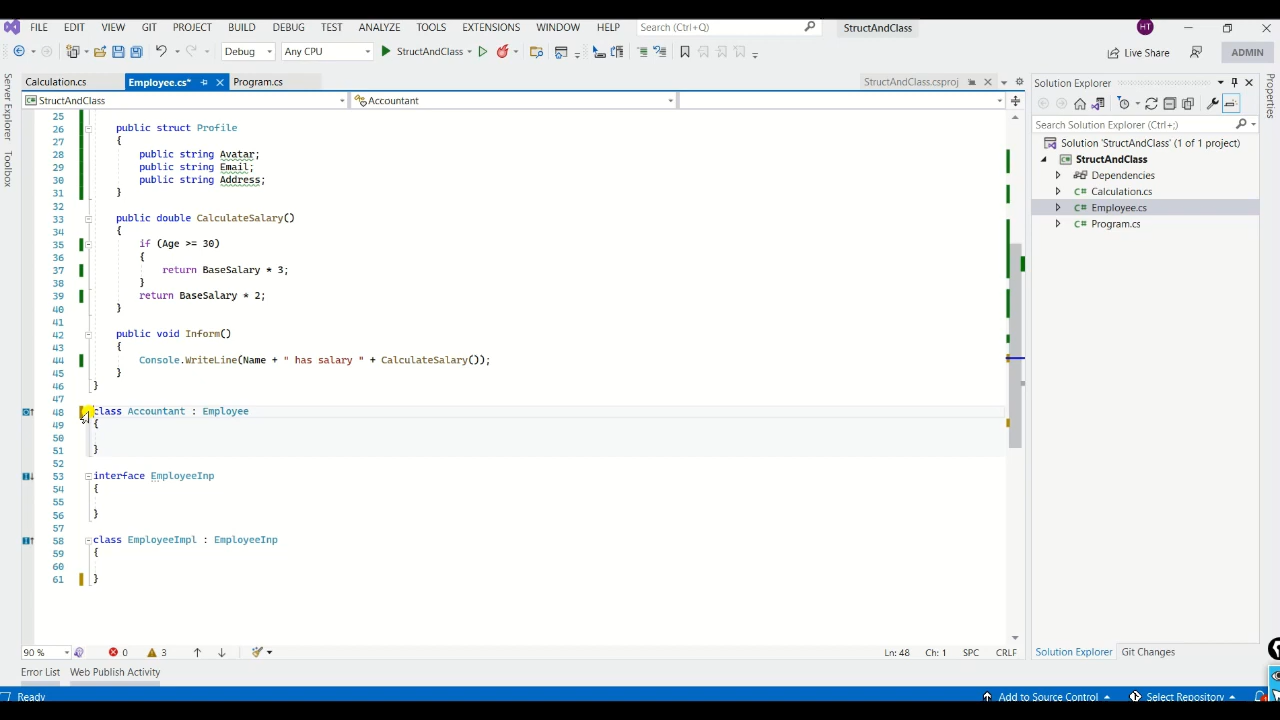 FILE EDIT VIEW GIT PROJECT BUILD DEBUG TEST ANALYZE TOOLS EXTENSIONS WINDOW HELP Search (Ctrl+Q) StructAndClass HT
Debug Any CPU StructAndClass Live Share ADMIN
Calculation.cs Employee.cs* Program.cs StructAndClass.csproj
StructAndClass Accountant
Server Explorer
Toolbox
25
26 public struct Profile
27 {
28 public string Avatar;
29 public string Email;
30 public string Address;
31 }
32
33 public double CalculateSalary()
34 {
35 if (Age >= 30)
36 {
37 return BaseSalary * 3;
38 }
39 return BaseSalary * 2;
40 }
41
42 public void Inform()
43 {
44 Console.WriteLine(Name + " has salary " + CalculateSalary());
45 }
46 }
47
48 class Accountant : Employee
49 {
50
51 }
52
53 interface EmployeeInp
54 {
55
56 }
57
58 class EmployeeImpl : EmployeeInp
59 {
60
61 }
90 % 0 3 Ln: 48 Ch: 1 SPC CRLF
Error List Web Publish Activity
Ready Add to Source Control Select Repository
Solution Explorer
Search Solution Explorer (Ctrl+;)
Solution 'StructAndClass' (1 of 1 project)
StructAndClass
Dependencies
C# Calculation.cs
C# Employee.cs
C# Program.cs
Solution Explorer Git Changes
Properties